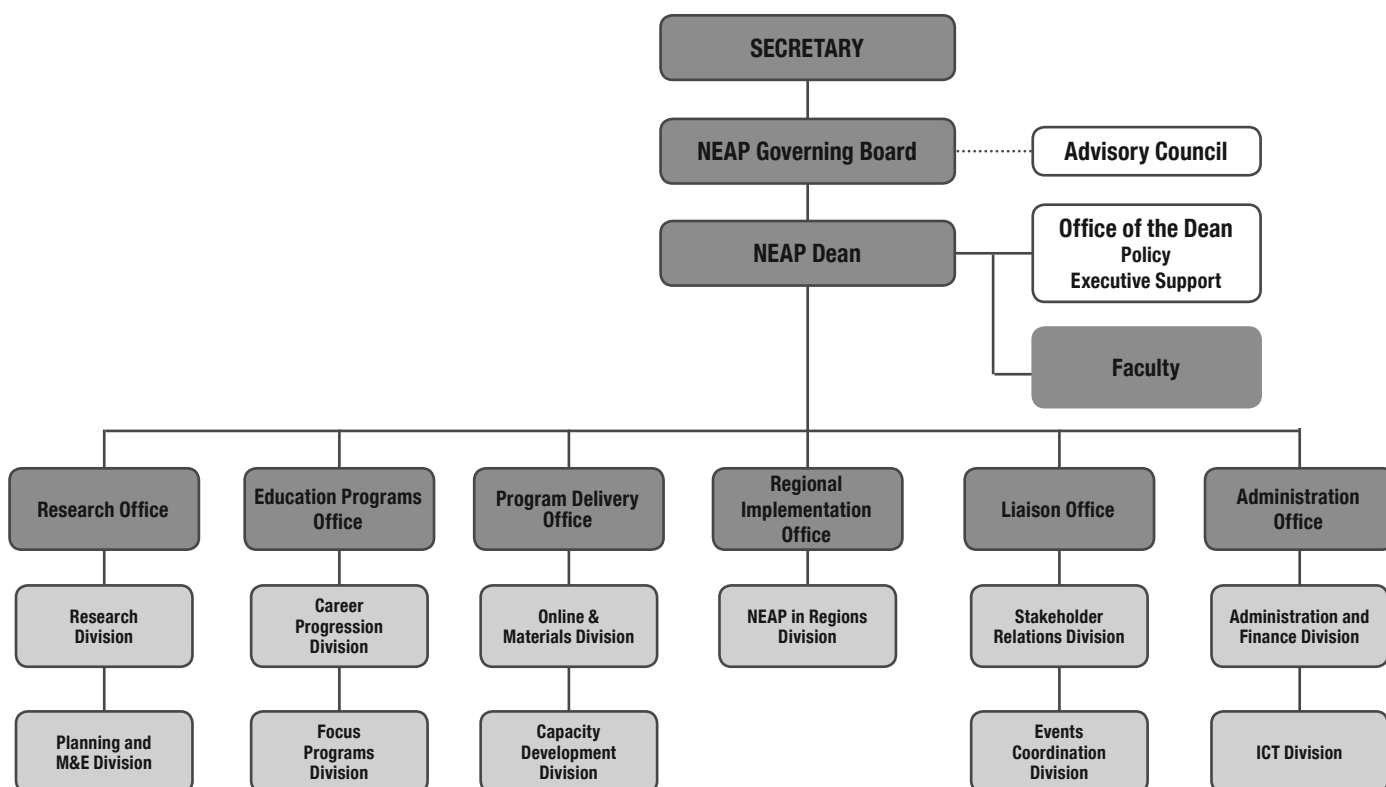 SECRETARY
NEAP Governing Board
Advisory Council
NEAP Dean
Office of the Dean
Policy
Executive Support
Faculty
Research Office
Education Programs
Office
Program Delivery
Office
Regional
Implementation
Office
Liaison Office
Administration
Office
Research
Division
Career
Progression
Division
Online &
Materials Division
NEAP in Regions
Division
Stakeholder
Relations Division
Administration and
Finance Division
Planning and
M&E Division
Focus
Programs
Division
Capacity
Development
Division
Events
Coordination
Division
ICT Division